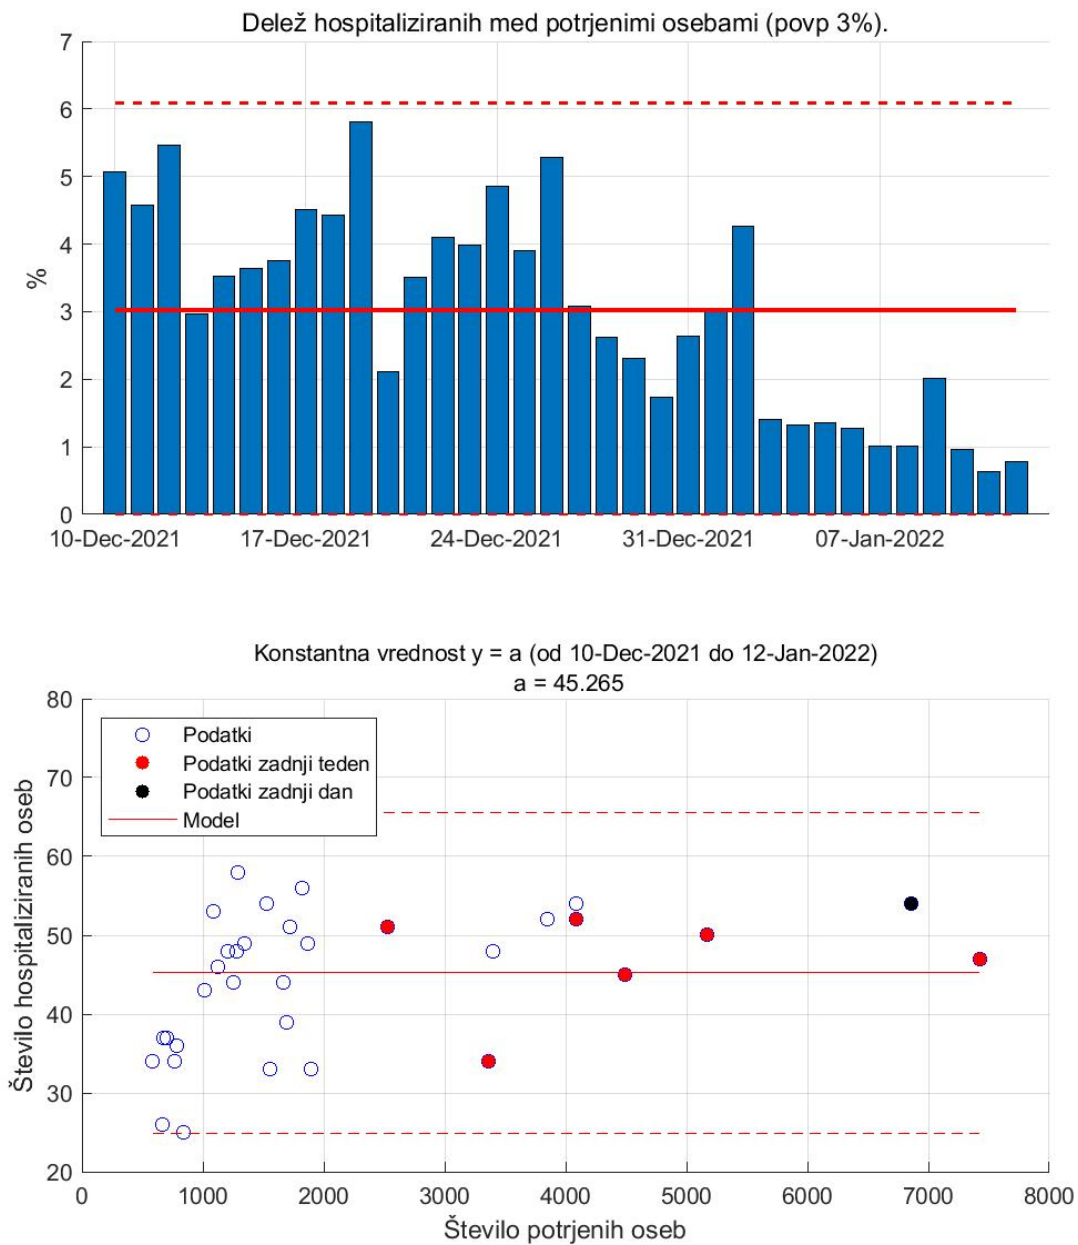 Delež hospitaliziranih med potrjenimi osebami (povp 3%).
7
6
5
4
3
2
1
0
%
10-Dec-2021 17-Dec-2021 24-Dec-2021 31-Dec-2021 07-Jan-2022
Konstantna vrednost y = a (od 10-Dec-2021 do 12-Jan-2022)
a = 45.265
80
70
60
50
40
30
20
Število hospitaliziranih oseb
Podatki
Podatki zadnji teden
Podatki zadnji dan
Model
0 1000 2000 3000 4000 5000 6000 7000 8000
Število potrjenih oseb